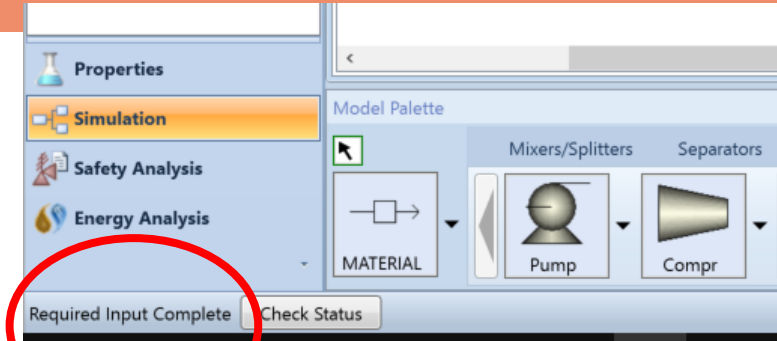 Properties
Simulation
Safety Analysis
Energy Analysis
Model Palette
Mixers/Splitters Separators
MATERIAL
Pump
Compr
Required Input Complete
Check Status